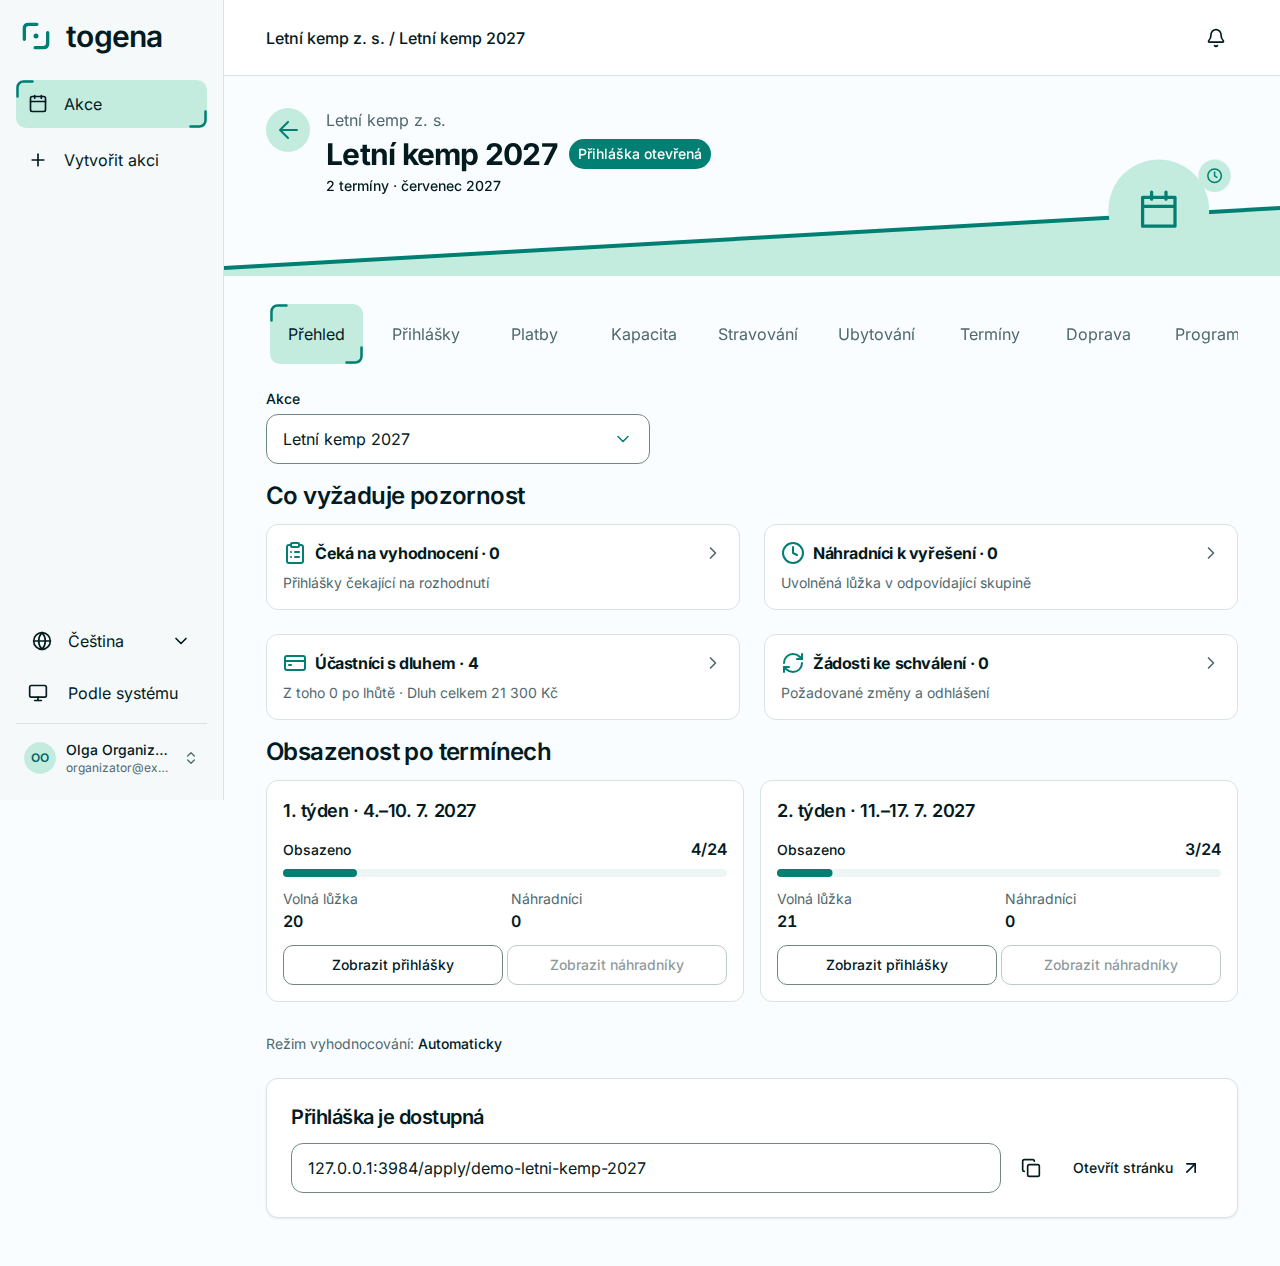 togena
Akce
Vytvořit akci
Čeština
Podle systému
OO
Olga Organiz...
organizator@ex...
Letní kemp z. s. / Letní kemp 2027
Letní kemp z. s.
Letní kemp 2027
Přihláška otevřená
2 termíny · červenec 2027
Přehled
Přihlášky
Platby
Kapacita
Stravování
Ubytování
Termíny
Doprava
Program
Akce
Letní kemp 2027
Co vyžaduje pozornost
Čeká na vyhodnocení · 0
Přihlášky čekající na rozhodnutí
Náhradníci k vyřešení · 0
Uvolněná lůžka v odpovídající skupině
Účastníci s dluhem · 4
Z toho 0 po lhůtě · Dluh celkem 21 300 Kč
Žádosti ke schválení · 0
Požadované změny a odhlášení
Obsazenost po termínech
1. týden · 4.–10. 7. 2027
Obsazeno 4/24
Volná lůžka Náhradníci
20 0
Zobrazit přihlášky Zobrazit náhradníky
2. týden · 11.–17. 7. 2027
Obsazeno 3/24
Volná lůžka Náhradníci
21 0
Zobrazit přihlášky Zobrazit náhradníky
Režim vyhodnocování: Automaticky
Přihláška je dostupná
127.0.0.1:3984/apply/demo-letni-kemp-2027
Otevřít stránku